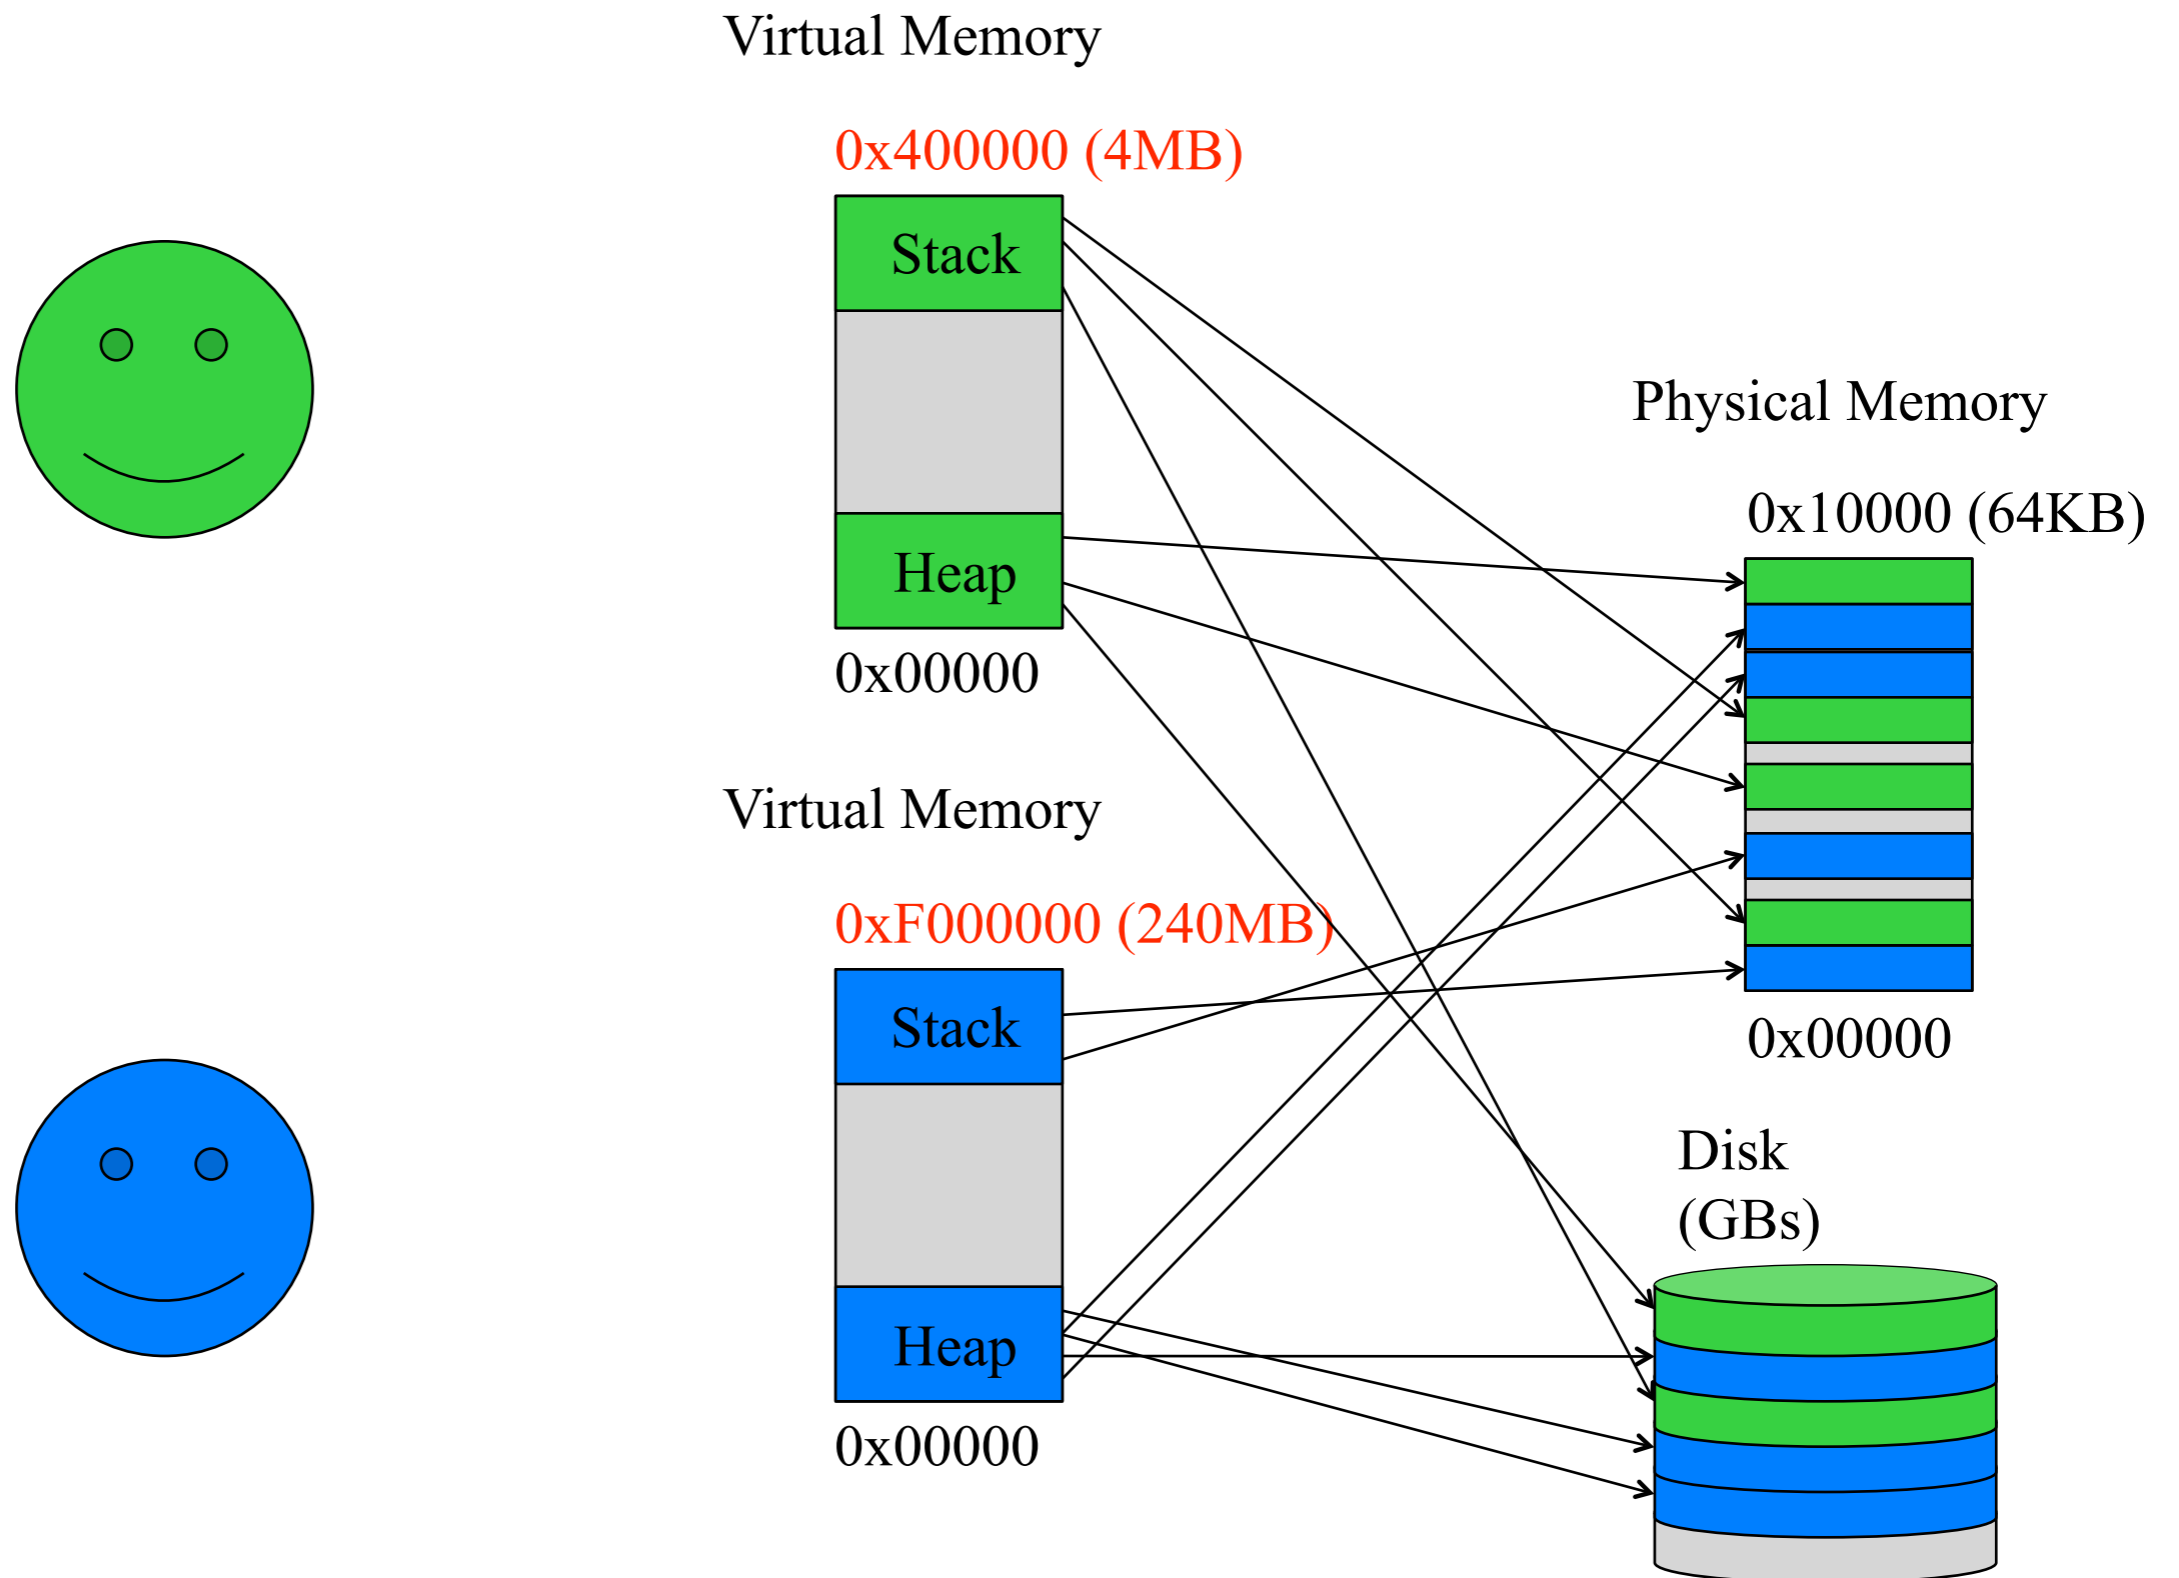 Virtual Memory
0x400000 (4MB)
Stack
Heap
0x00000
Virtual Memory
0xF000000 (240MB)
Stack
Heap
0x00000
Physical Memory
0x10000 (64KB)
0x00000
Disk
(GBs)